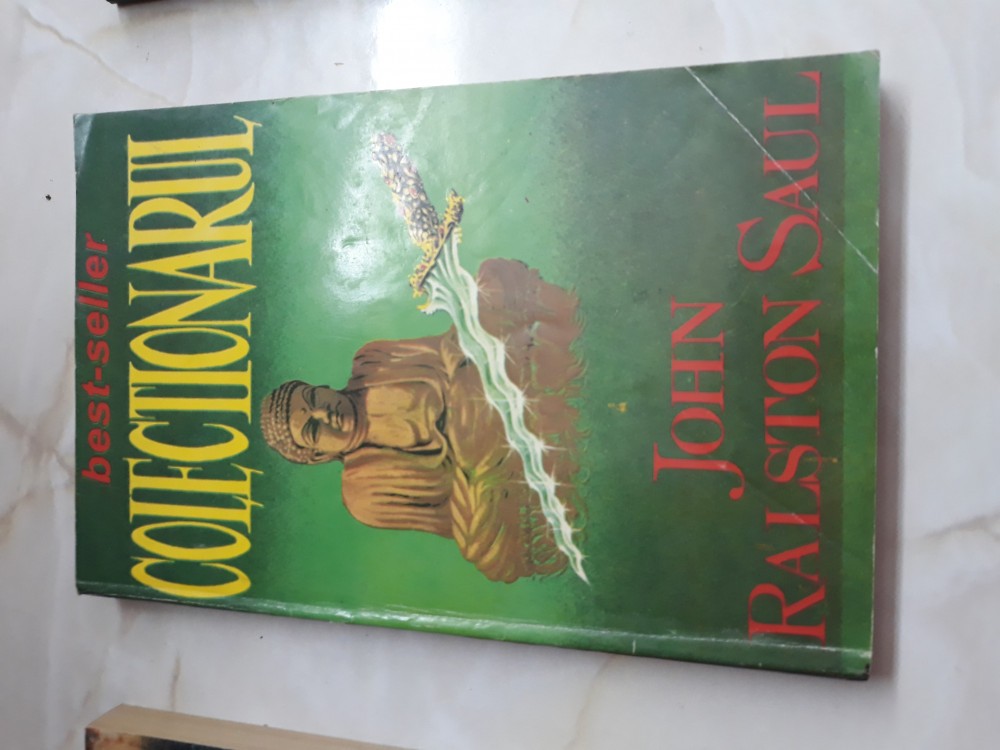 best-seller
COLECTIONARUL
JOHN
RALSTON SAUL